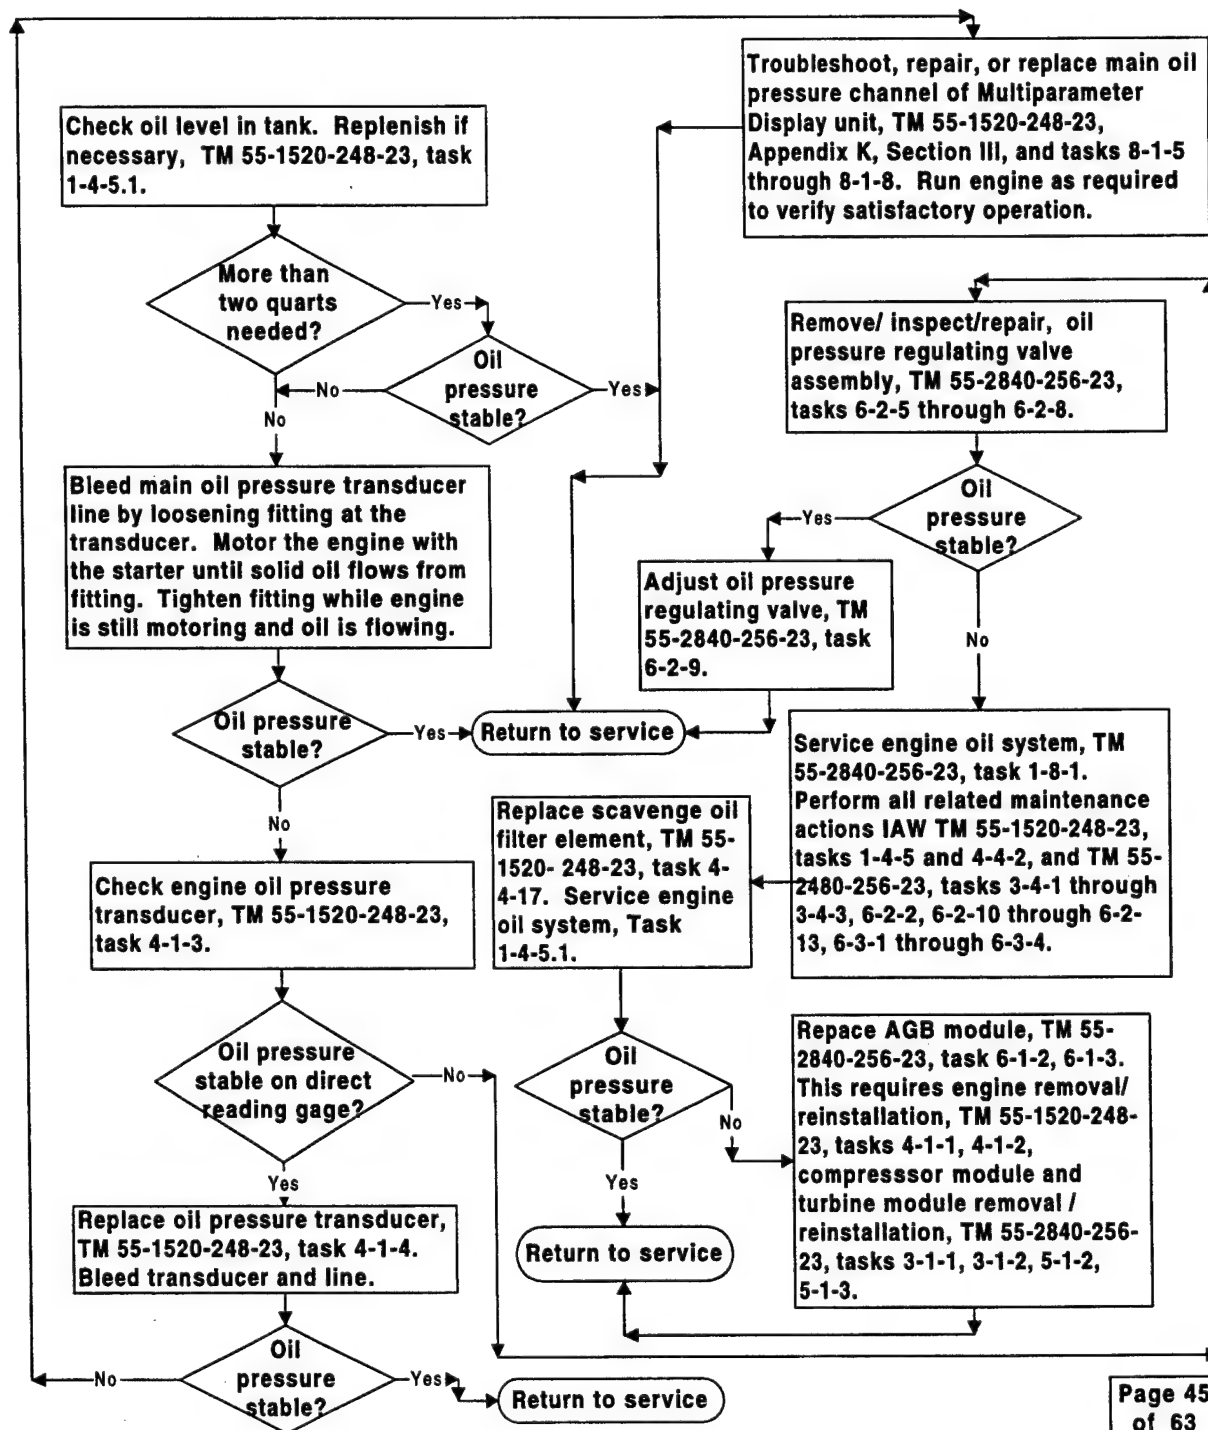 Check oil level in tank. Replenish if
necessary, TM 55-1520-248-23, task
1-4-5.1.
More than
two quarts
needed?
Yes
Oil
pressure
stable?
No
Yes
No
Bleed main oil pressure transducer
line by loosening fitting at the
transducer. Motor the engine with
the starter until solid oil flows from
fitting. Tighten fitting while engine
is still motoring and oil is flowing.
Oil pressure
stable?
Yes
Return to service
No
Check engine oil pressure
transducer, TM 55-1520-248-23,
task 4-1-3.
Oil pressure
stable on direct
reading gage?
No
Yes
Replace oil pressure transducer,
TM 55-1520-248-23, task 4-1-4.
Bleed transducer and line.
Oil
pressure
stable?
No
Yes
Return to service
Troubleshoot, repair, or replace main oil
pressure channel of Multiparameter
Display unit, TM 55-1520-248-23,
Appendix K, Section III, and tasks 8-1-5
through 8-1-8. Run engine as required
to verify satisfactory operation.
Remove/ inspect/repair, oil
pressure regulating valve
assembly, TM 55-2840-256-23,
tasks 6-2-5 through 6-2-8.
Oil
pressure
stable?
Yes
Adjust oil pressure
regulating valve, TM
55-2840-256-23, task
6-2-9.
No
Service engine oil system, TM
55-2840-256-23, task 1-8-1.
Perform all related maintenance
actions IAW TM 55-1520-248-23,
tasks 1-4-5 and 4-4-2, and TM 55-
2480-256-23, tasks 3-4-1 through
3-4-3, 6-2-2, 6-2-10 through 6-2-
13, 6-3-1 through 6-3-4.
Replace scavenge oil
filter element, TM 55-
1520- 248-23, task 4-
4-17. Service engine
oil system, Task
1-4-5.1.
Oil
pressure
stable?
No
Yes
Return to service
Repace AGB module, TM 55-
2840-256-23, task 6-1-2, 6-1-3.
This requires engine removal/
reinstallation, TM 55-1520-248-
23, tasks 4-1-1, 4-1-2,
compresssor module and
turbine module removal /
reinstallation, TM 55-2840-256-
23, tasks 3-1-1, 3-1-2, 5-1-2,
5-1-3.
Page 45
of 63